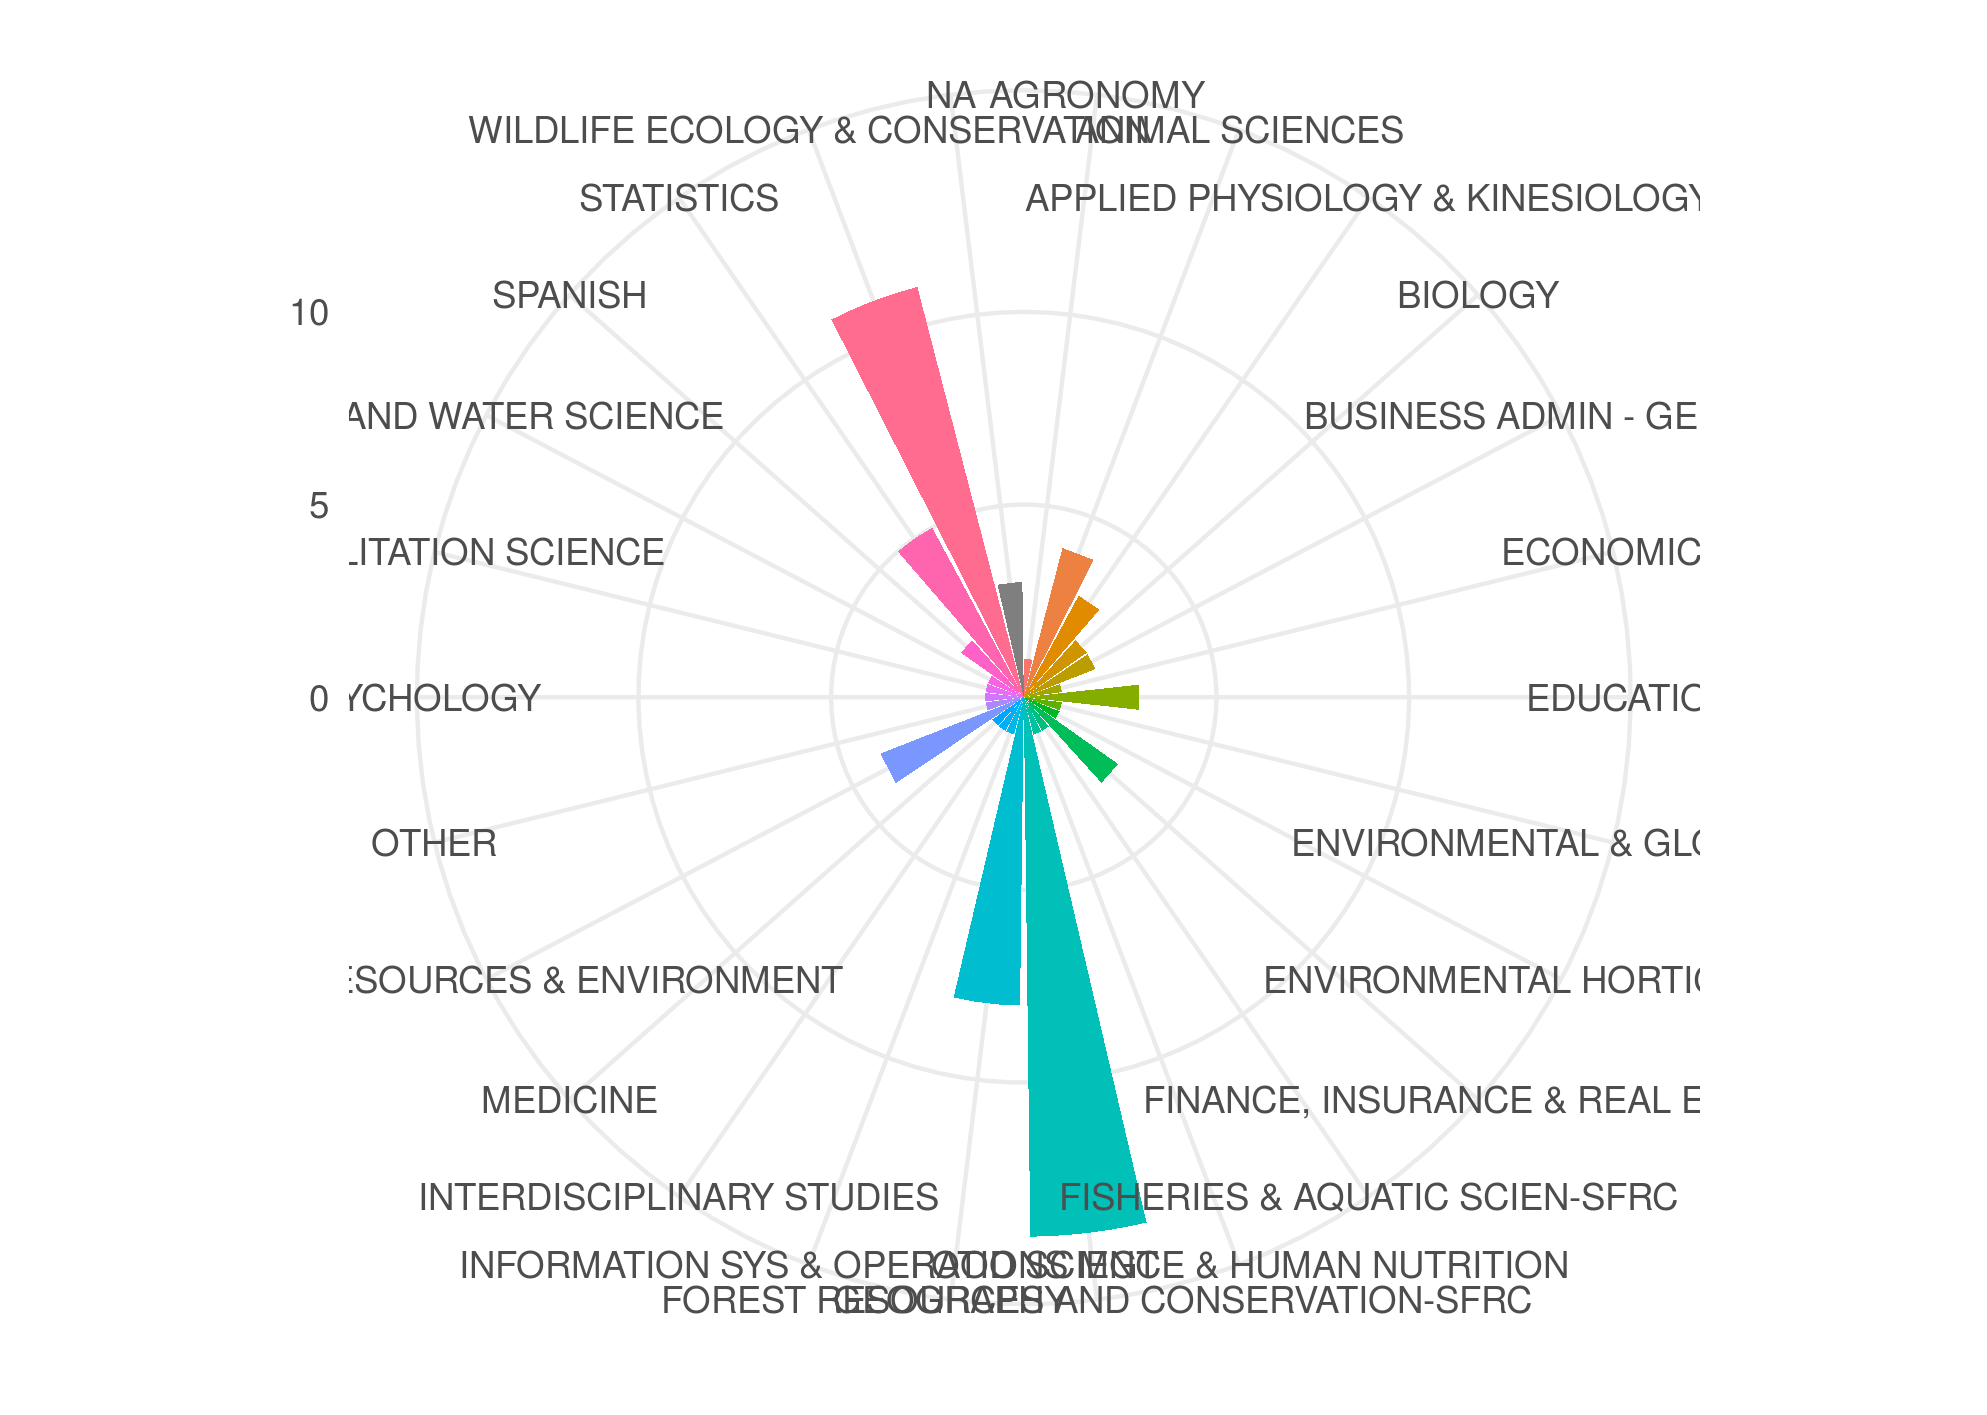 NA AGRONOMY
WILDLIFE ECOLOGY & CONSERVATION
ANIMAL SCIENCES
STATISTICS
APPLIED PHYSIOLOGY & KINESIOLOGY
SPANISH
BIOLOGY
10
AND WATER SCIENCE
BUSINESS ADMIN - GE
5
LITATION SCIENCE
ECONOMIC
0
YCHOLOGY
EDUCATIO
OTHER
ENVIRONMENTAL & GLO
ESOURCES & ENVIRONMENT
ENVIRONMENTAL HORTIC
MEDICINE
FINANCE, INSURANCE & REAL E
INTERDISCIPLINARY STUDIES
FISHERIES & AQUATIC SCIEN-SFRC
INFORMATION SYS & OPERATIONS MGT
FOOD SCIENCE & HUMAN NUTRITION
FOREST RESOURCES AND CONSERVATION-SFRC
GEOGRAPHY